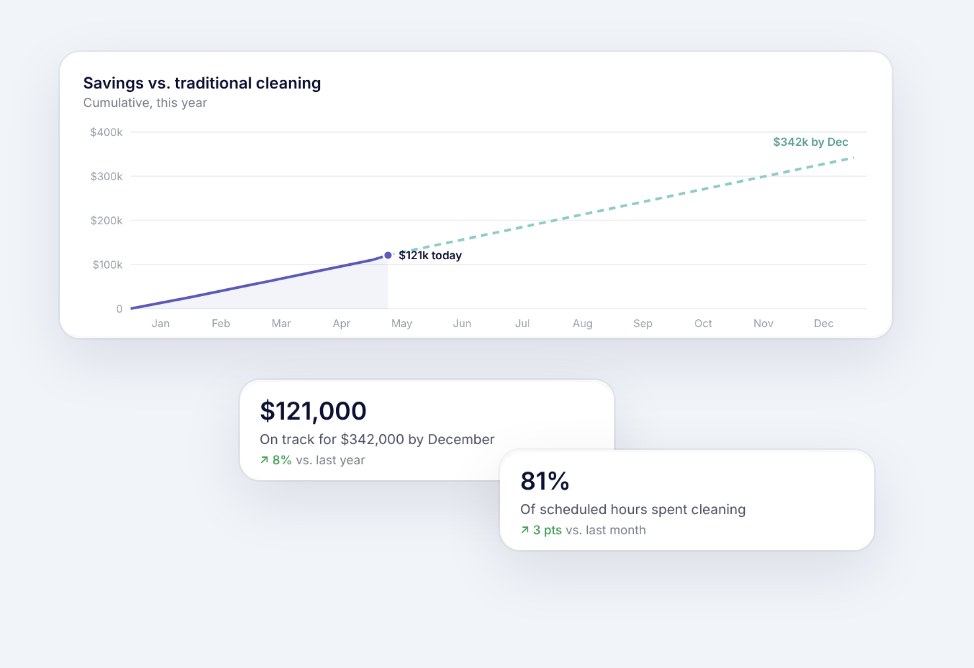 Savings vs. traditional cleaning
Cumulative, this year
$400k
$342k by Dec
$300k
$200k
$121k today
$100k
0
Jan Feb Mar Apr May Jun Jul Aug Sep Oct Nov Dec
$121,000
On track for $342,000 by December
↗ 8% vs. last year
81%
Of scheduled hours spent cleaning
↗ 3 pts vs. last month